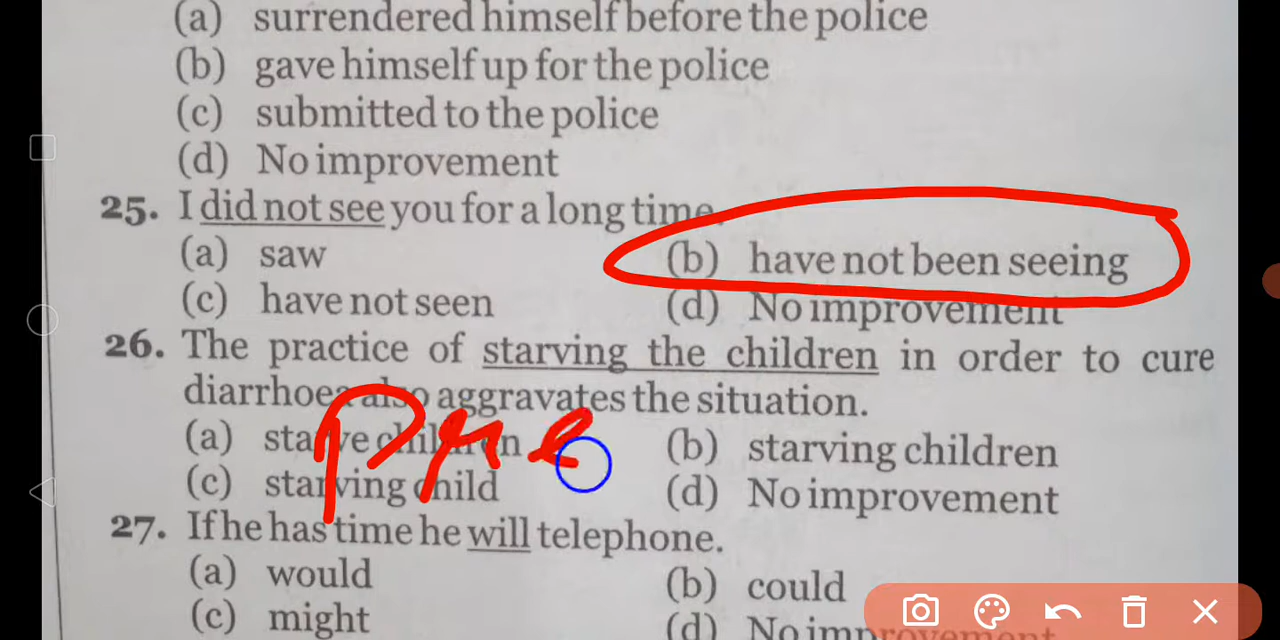 (a) surrendered himself before the police
(b) gave himself up for the police
(c) submitted to the police
(d) No improvement
25. I did not see you for a long time.
(a) saw (b) have not been seeing
(c) have not seen (d) No improvement
26. The practice of starving the children in order to cure
diarrhoea also aggravates the situation.
(a) starve children (b) starving children
(c) starving child (d) No improvement
Pre
27. If he has time he will telephone.
(a) would (b) could
(c) might (d) No improvement